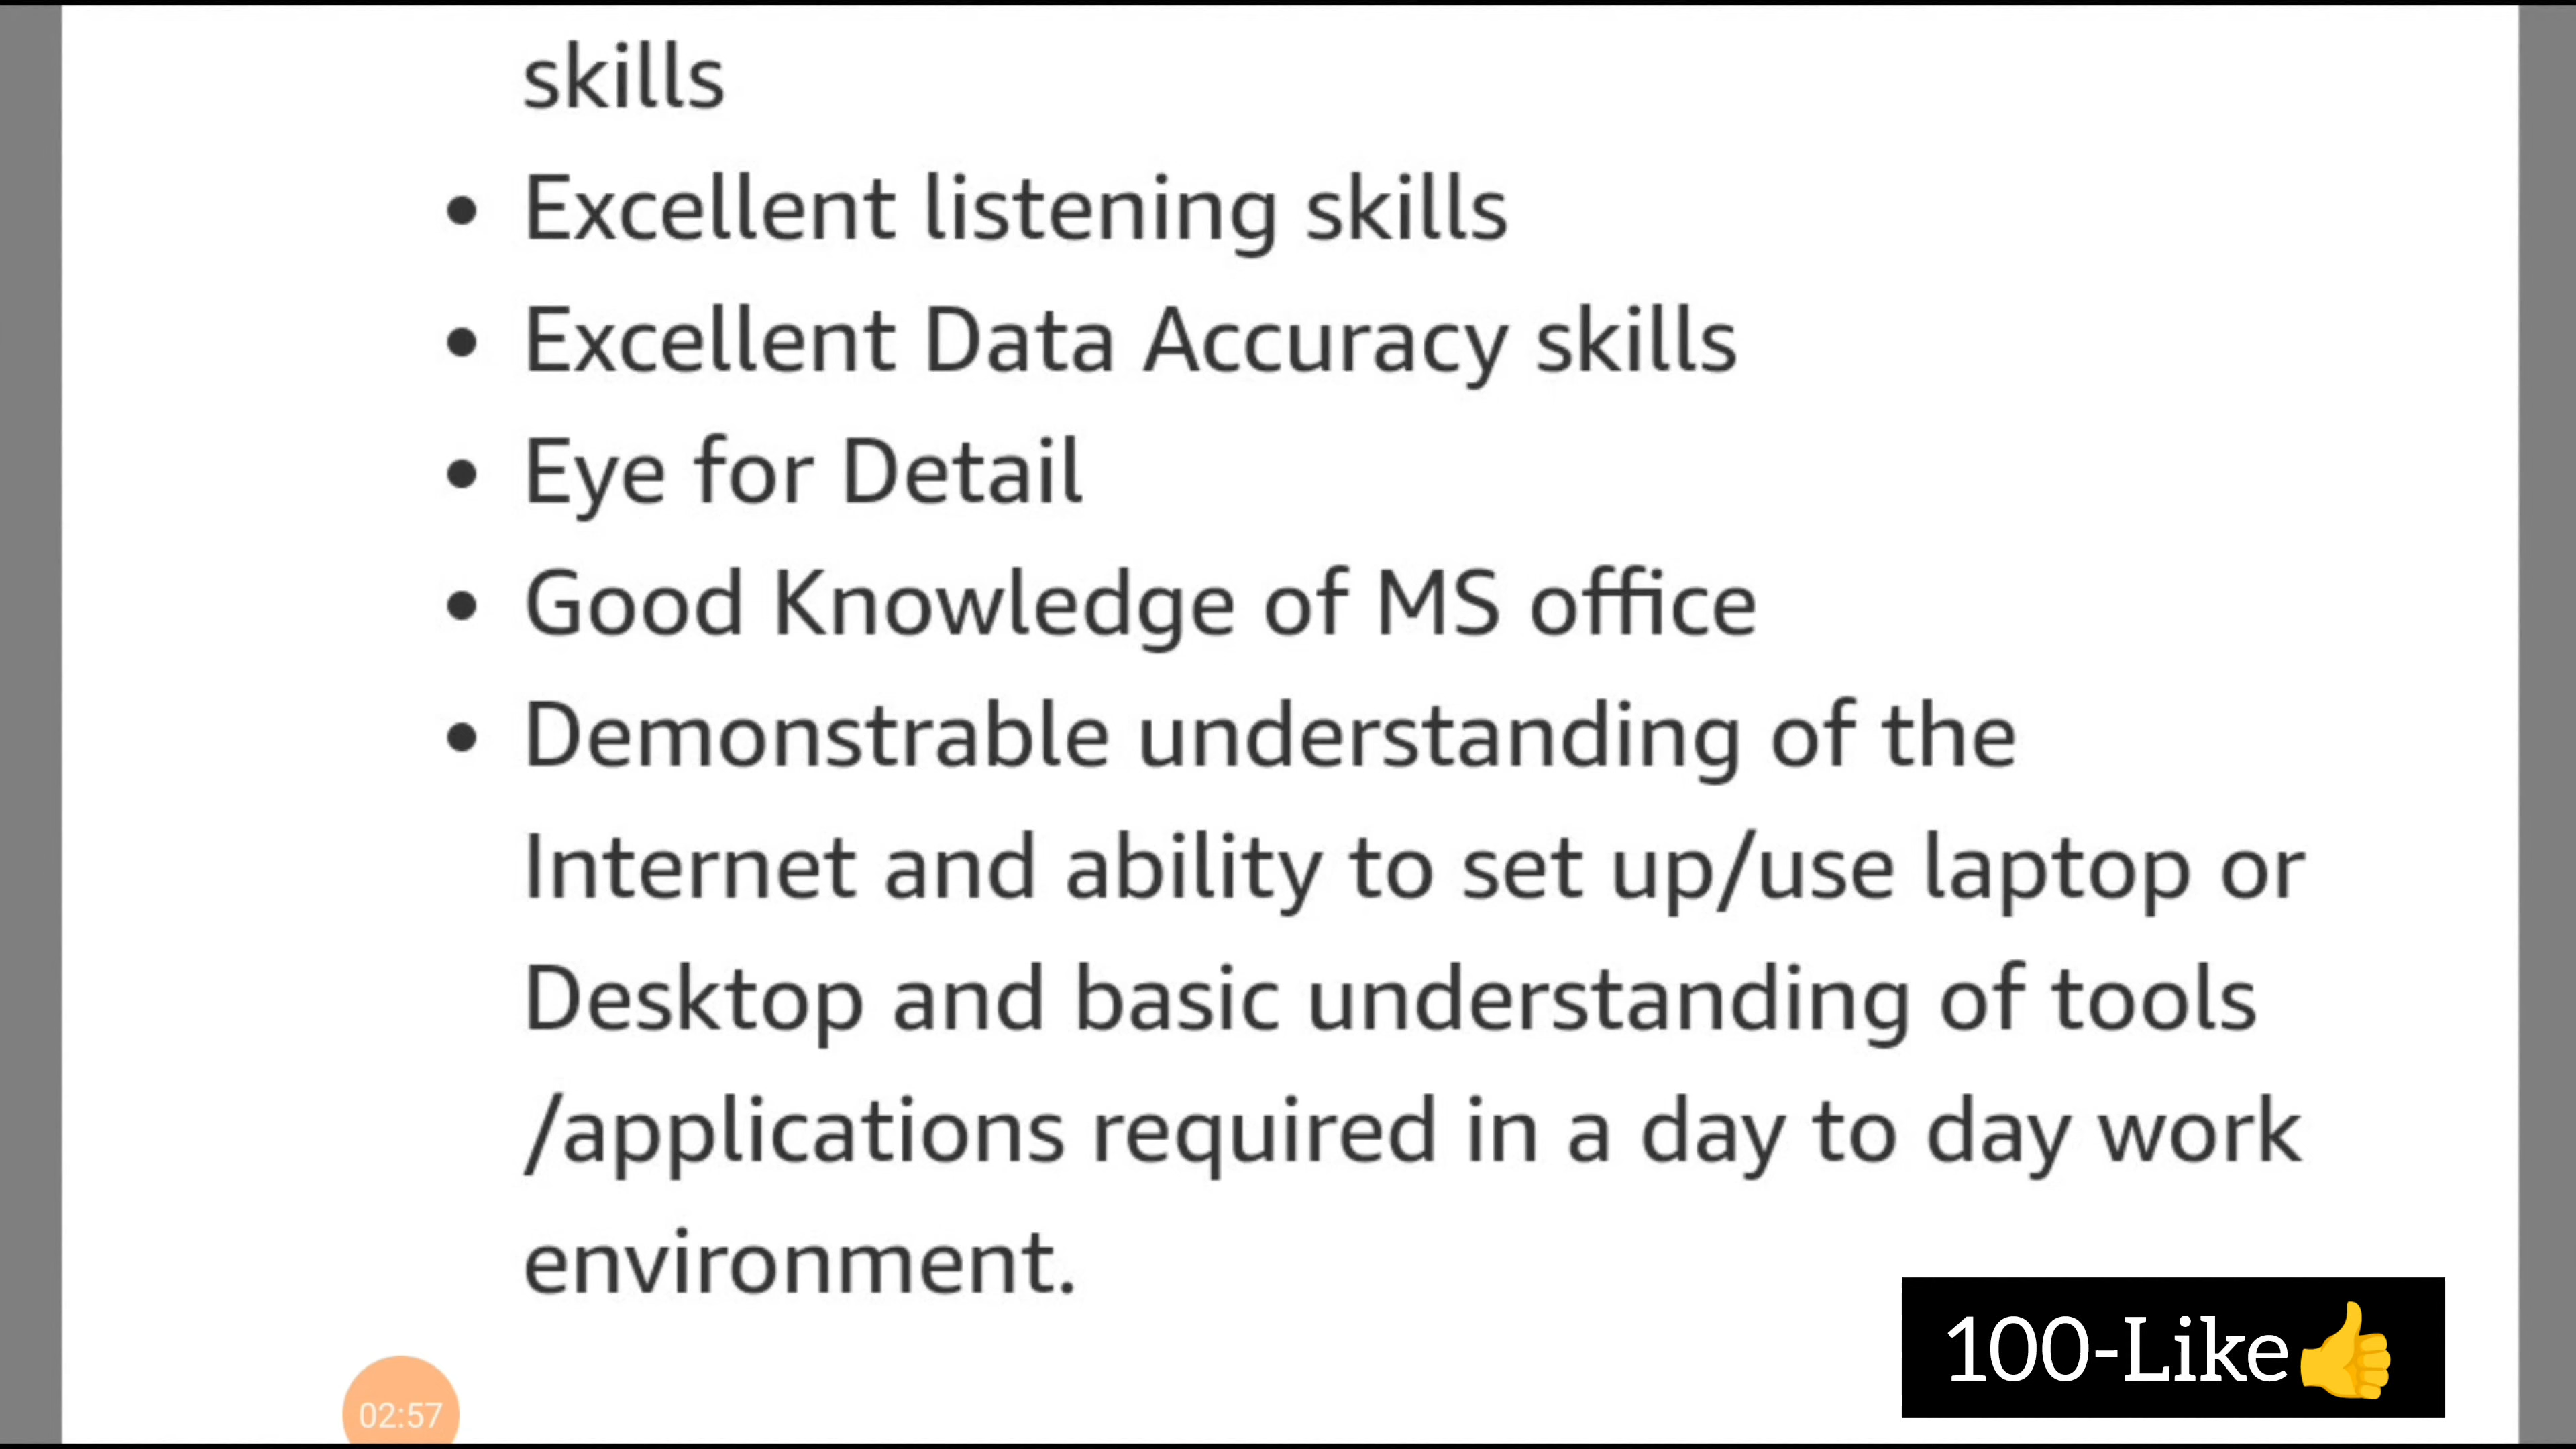 skills
• Excellent listening skills
• Excellent Data Accuracy skills
• Eye for Detail
• Good Knowledge of MS office
• Demonstrable understanding of the
Internet and ability to set up/use laptop or
Desktop and basic understanding of tools
/applications required in a day to day work
environment.
100-Like👍
02:57